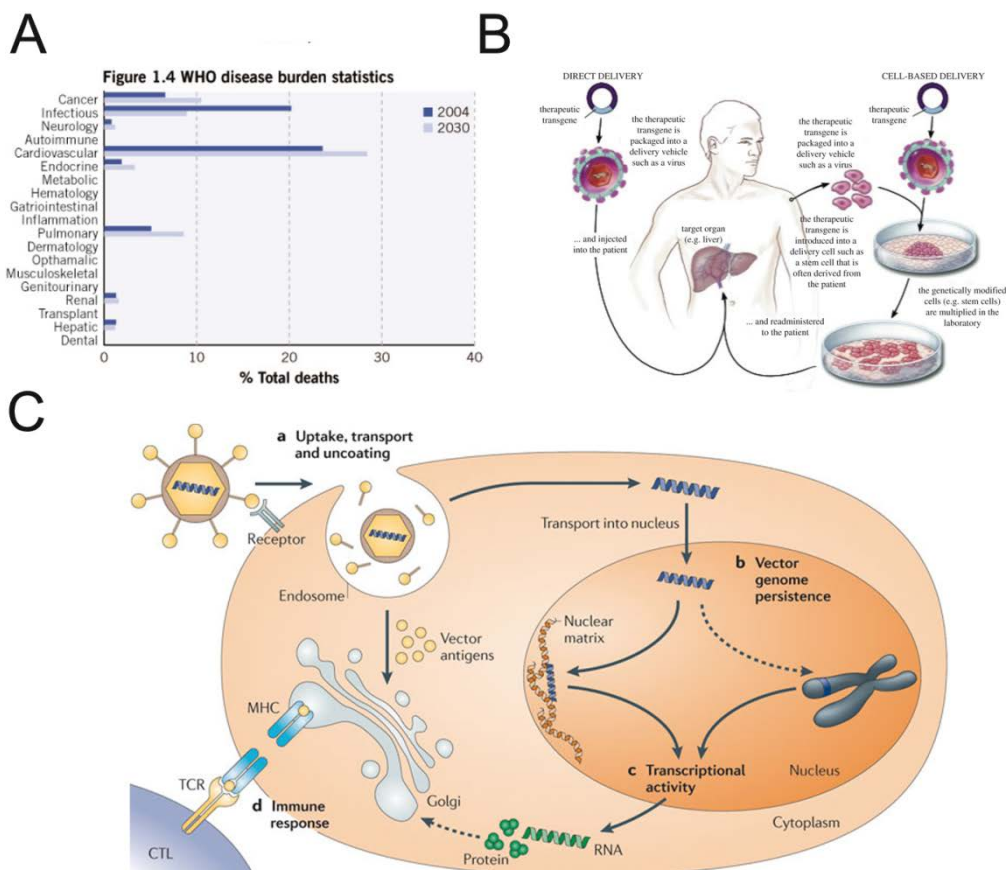 A
Figure 1.4 WHO disease burden statistics
Cancer
Infectious
Neurology
Autoimmune
Cardiovascular
Endocrine
Metabolic
Hematology
Gatriointestinal
Inflammation
Pulmonary
Dermatology
Opthamalic
Musculoskeletal
Genitourinary
Renal
Transplant
Hepatic
Dental
2004
2030
0 10 20 30 40
% Total deaths
B
DIRECT DELIVERY
therapeutic
transgene
the therapeutic
transgene is
packaged into a
delivery vehicle
such as a virus
... and injected
into the patient
target organ
(e.g. liver)
CELL-BASED DELIVERY
therapeutic
transgene
the therapeutic
transgene is
packaged into a
delivery vehicle
such as a virus
the therapeutic
transgene is
introduced into a
delivery cell such as
a stem cell that is
often derived from
the patient
the genetically modified
cells (e.g. stem cells)
are multiplied in the
laboratory
... and readministered
to the patient
C
a Uptake, transport
and uncoating
Receptor
Endosome
Transport into nucleus
b Vector
genome
persistence
Nuclear
matrix
Vector
antigens
MHC
TCR
d Immune
response
CTL
Golgi
c Transcriptional
activity
Nucleus
Cytoplasm
RNA
Protein